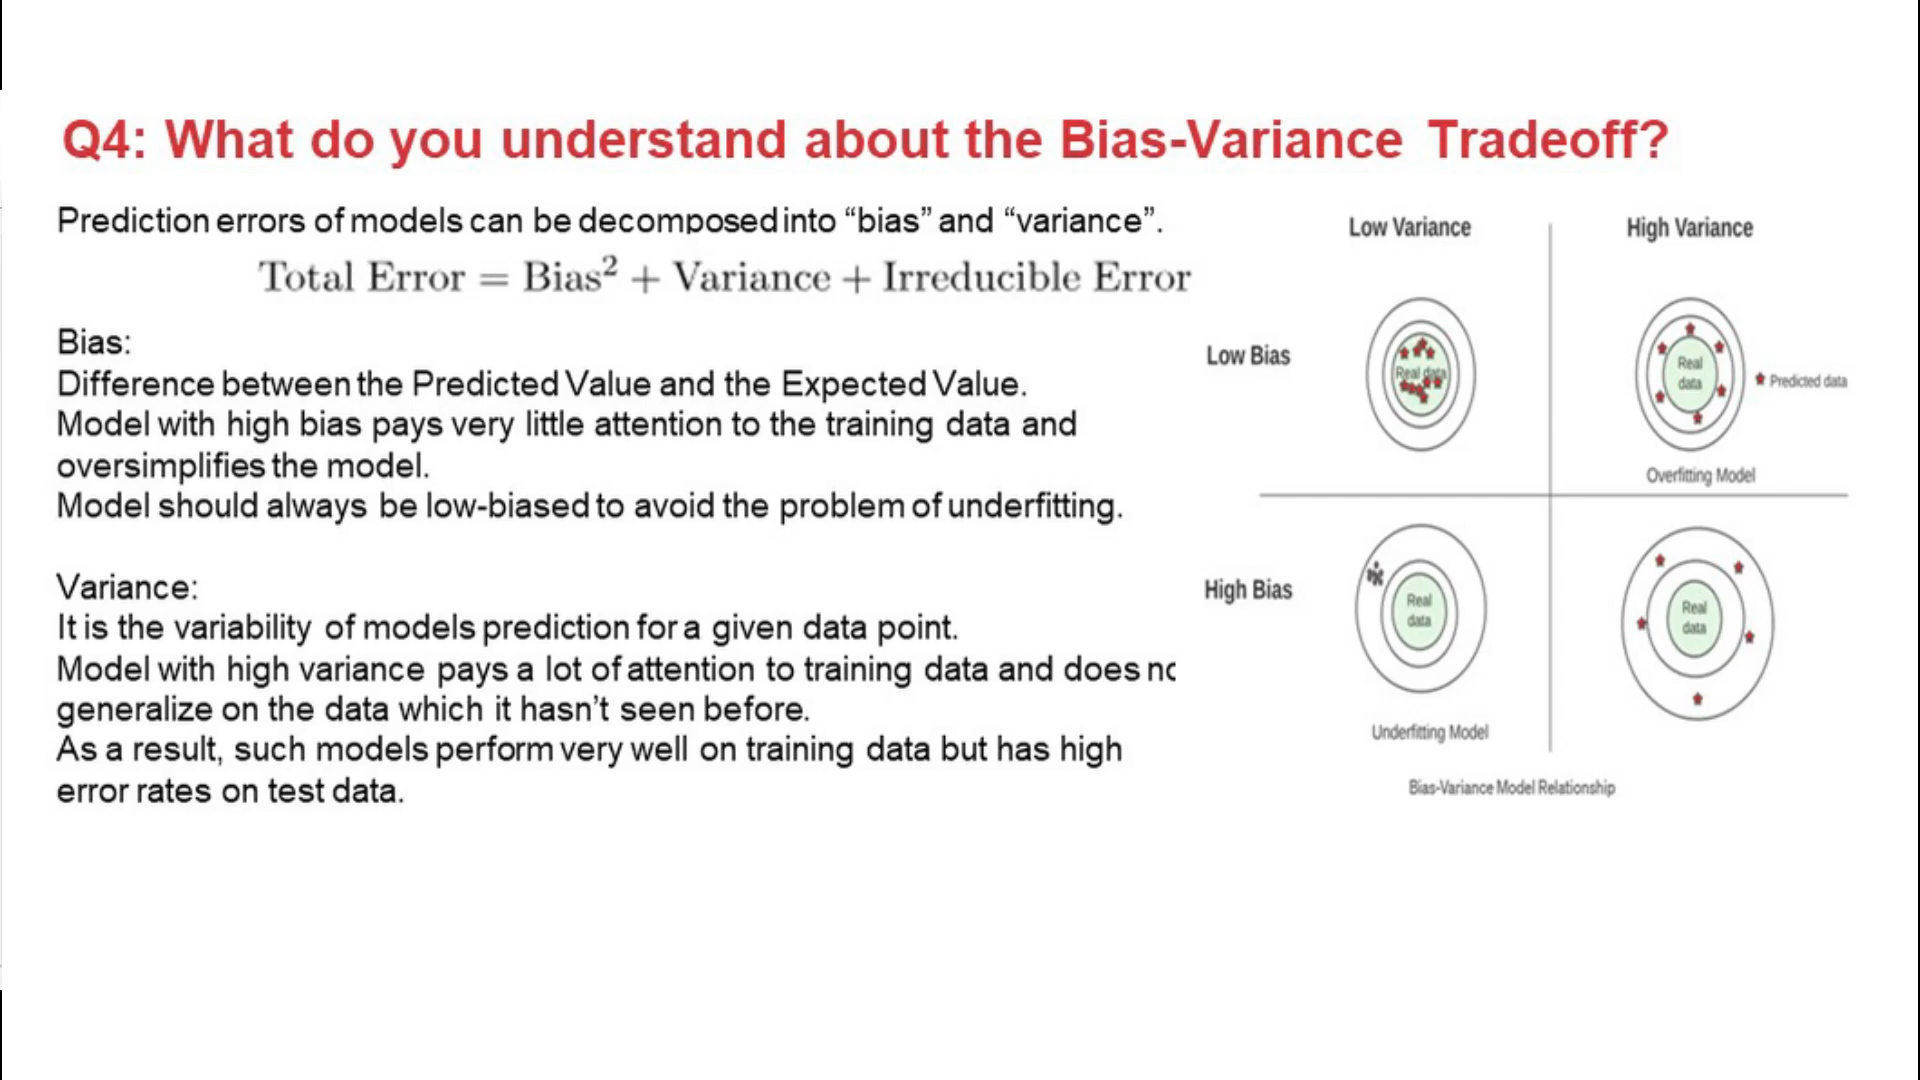 Q4: What do you understand about the Bias-Variance Tradeoff?
Prediction errors of models can be decomposed into “bias” and “variance”.
Total Error = Bias² + Variance + Irreducible Error
Bias:
Difference between the Predicted Value and the Expected Value.
Model with high bias pays very little attention to the training data and
oversimplifies the model.
Model should always be low-biased to avoid the problem of underfitting.
Variance:
It is the variability of models prediction for a given data point.
Model with high variance pays a lot of attention to training data and does
generalize on the data which it hasn’t seen before.
As a result, such models perform very well on training data but has high
error rates on test data.
Low Variance
High Variance
Low Bias
Real data
Real
data
Predicted data
Overfitting Model
High Bias
Real
data
Real
data
Underfitting Model
Bias-Variance Model Relationship